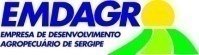 EMDAGRO
EMPRESA DE DESENVOLVIMENTO
AGROPECUÁRIO DE SERGIPE